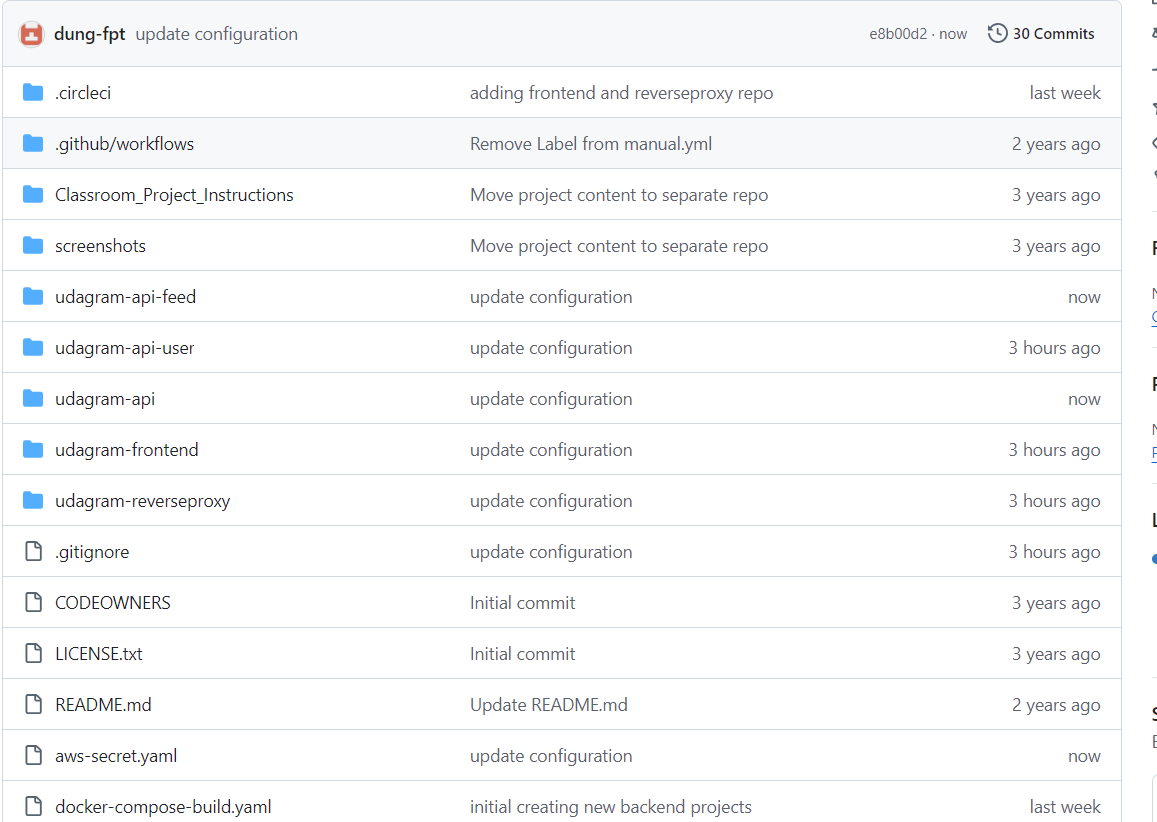 dung-fpt update configuration e8b00d2 · now 30 Commits
.circleci adding frontend and reverseproxy repo last week
.github/workflows Remove Label from manual.yml 2 years ago
Classroom_Project_Instructions Move project content to separate repo 3 years ago
screenshots Move project content to separate repo 3 years ago
udagram-api-feed update configuration now
udagram-api-user update configuration 3 hours ago
udagram-api update configuration now
udagram-frontend update configuration 3 hours ago
udagram-reverseproxy update configuration 3 hours ago
.gitignore update configuration 3 hours ago
CODEOWNERS Initial commit 3 years ago
LICENSE.txt Initial commit 3 years ago
README.md Update README.md 2 years ago
aws-secret.yaml update configuration now
docker-compose-build.yaml initial creating new backend projects last week